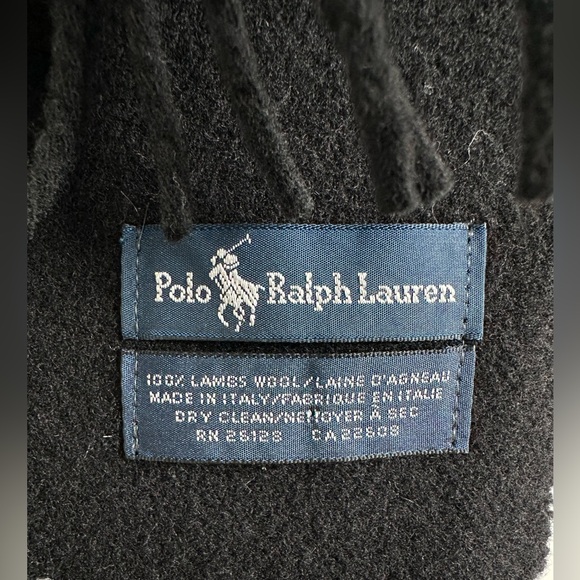 Polo Ralph Lauren
100% LAMBS WOOL/LAINE D'AGNEAU
MADE IN ITALY/FABRIQUE EN ITALIE
DRY CLEAN/NETTOYER À SEC
RN 26128 CA 22608